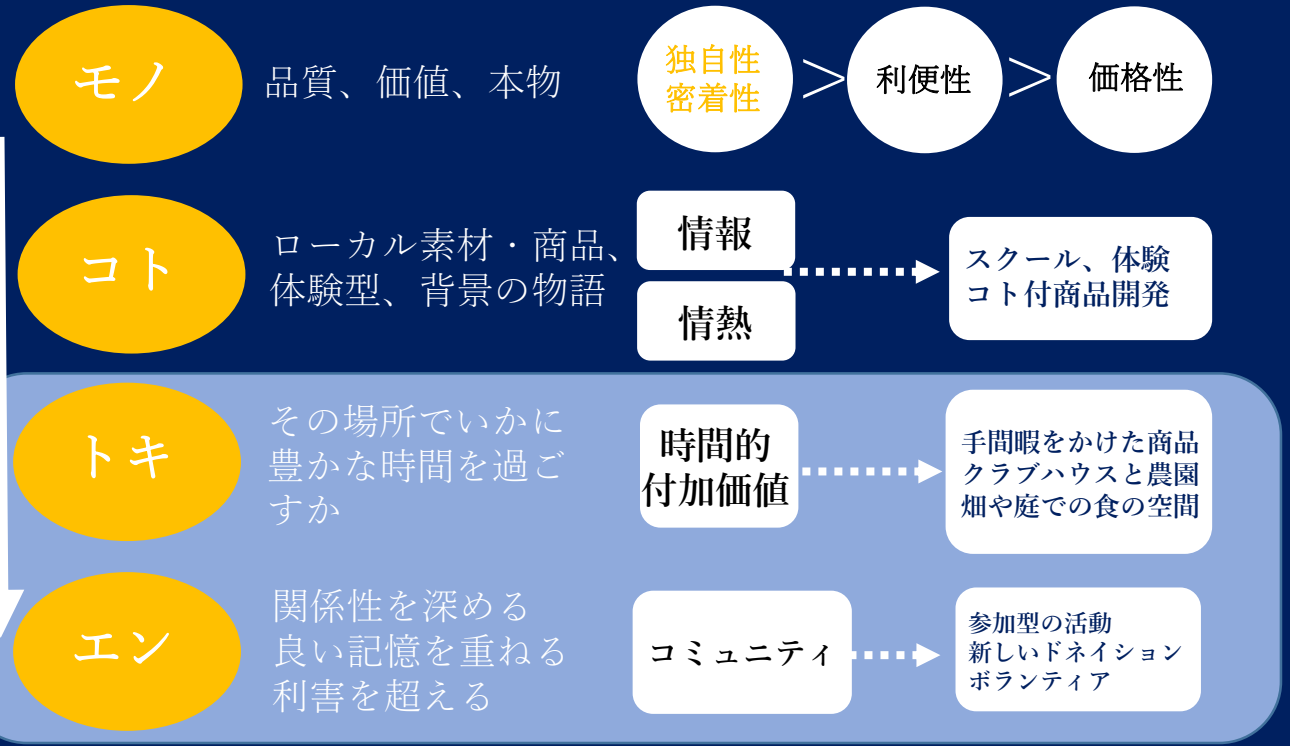 モノ
品質、価値、本物
独自性
密着性
＞
利便性
＞
価格性
コト
ローカル素材・商品、
体験型、背景の物語
情報
情熱
スクール、体験
コト付商品開発
トキ
その場所でいかに
豊かな時間を過ご
すか
時間的
付加価値
手間暇をかけた商品
クラブハウスと農園
畑や庭での食の空間
エン
関係性を深める
良い記憶を重ねる
利害を超える
コミュニティ
参加型の活動
新しいドネイション
ボランティア